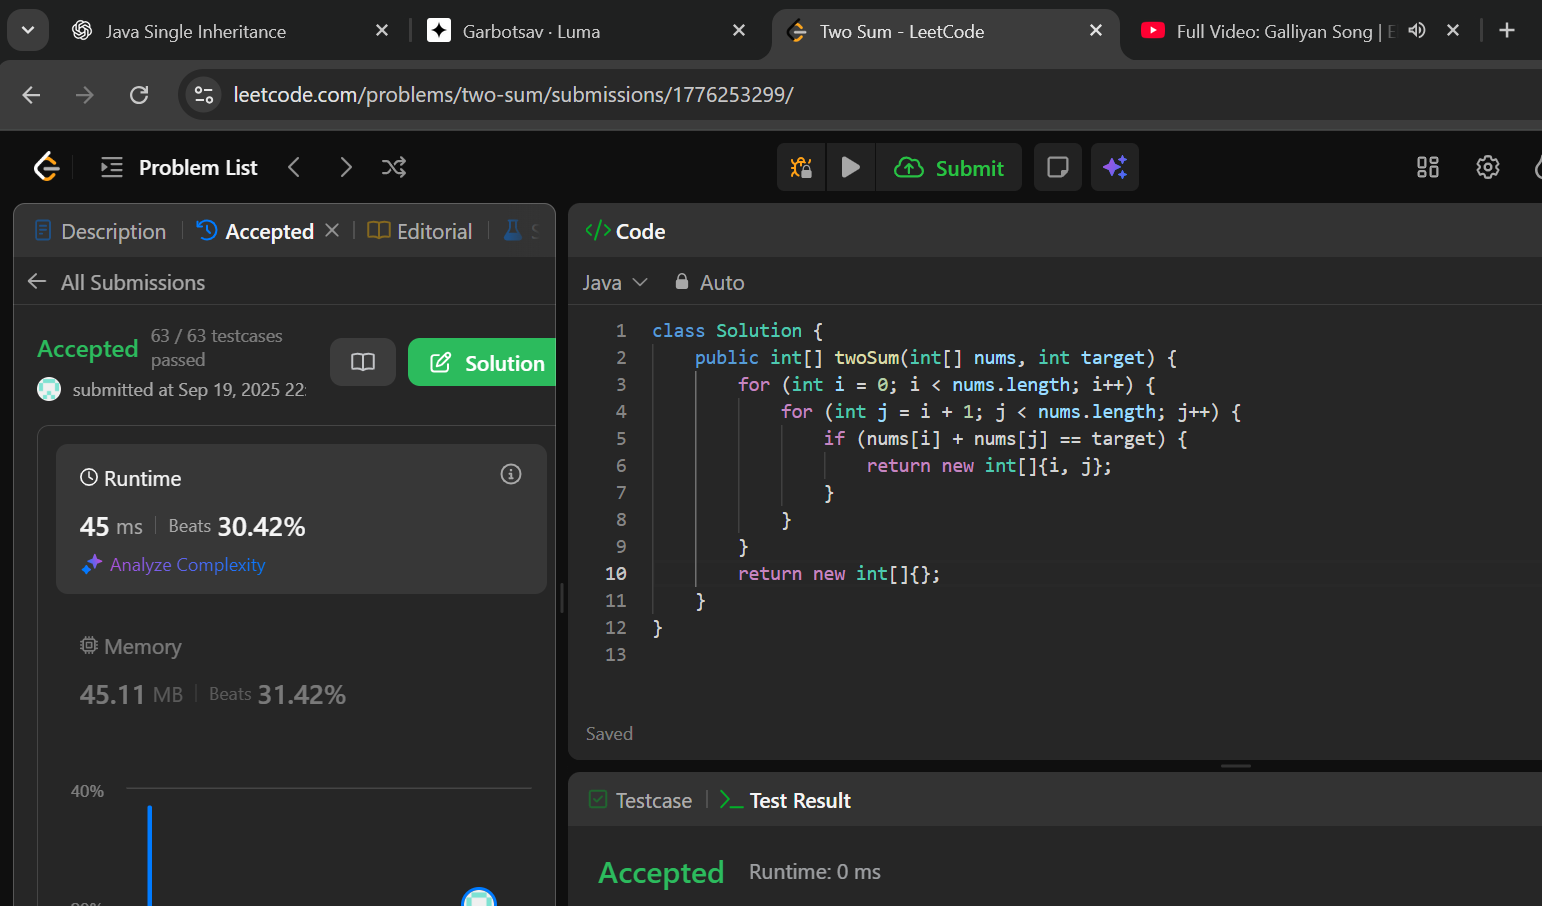 Java Single Inheritance
Garbotsav · Luma
Two Sum - LeetCode
Full Video: Galliyan Song |
leetcode.com/problems/two-sum/submissions/1776253299/
Problem List
Submit
Description
Accepted
Editorial
All Submissions
Accepted
63 / 63 testcases passed
Solution
submitted at Sep 19, 2025 22:
Runtime
45 ms
Beats 30.42%
Analyze Complexity
Memory
45.11 MB
Beats 31.42%
40%
Code
Java
Auto
1 class Solution {
2 public int[] twoSum(int[] nums, int target) {
3 for (int i = 0; i < nums.length; i++) {
4 for (int j = i + 1; j < nums.length; j++) {
5 if (nums[i] + nums[j] == target) {
6 return new int[]{i, j};
7 }
8 }
9 }
10 return new int[]{};
11 }
12 }
13
Saved
Testcase
Test Result
Accepted
Runtime: 0 ms